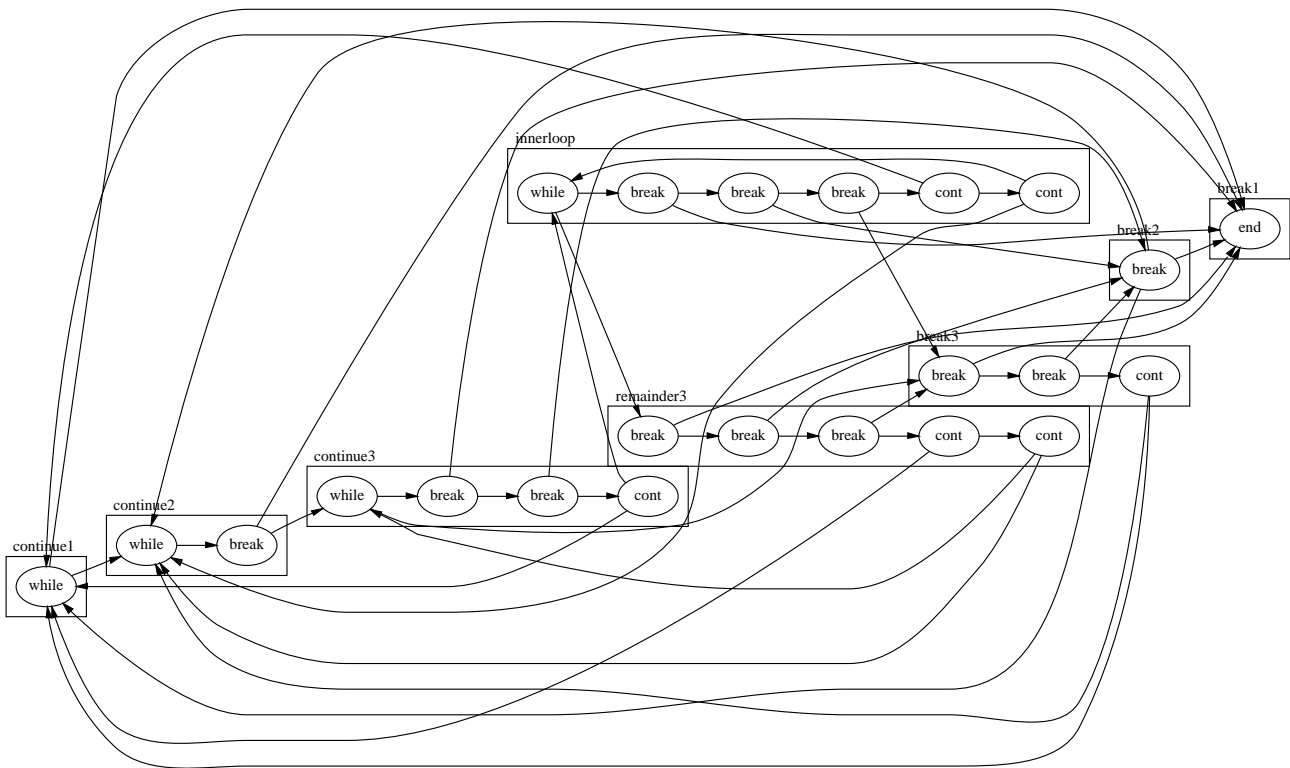 innerloop
while break break break cont cont
break1
end
break2
break
break3
break break cont
remainder3
break break break cont cont
continue3
while break break cont
continue2
while break
continue1
while